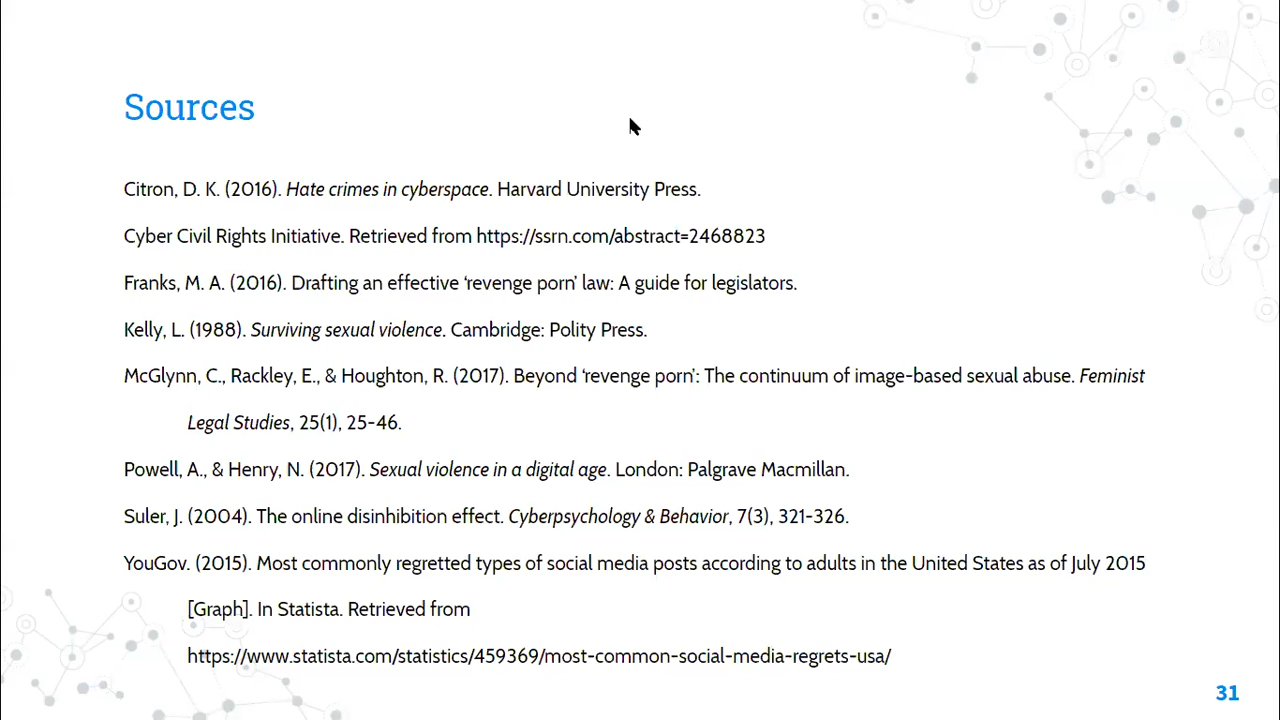 Sources
Citron, D. K. (2016). Hate crimes in cyberspace. Harvard University Press.
Cyber Civil Rights Initiative. Retrieved from https://ssrn.com/abstract=2468823
Franks, M. A. (2016). Drafting an effective ‘revenge porn’ law: A guide for legislators.
Kelly, L. (1988). Surviving sexual violence. Cambridge: Polity Press.
McGlynn, C., Rackley, E., & Houghton, R. (2017). Beyond ‘revenge porn’: The continuum of image-based sexual abuse. Feminist
Legal Studies, 25(1), 25-46.
Powell, A., & Henry, N. (2017). Sexual violence in a digital age. London: Palgrave Macmillan.
Suler, J. (2004). The online disinhibition effect. Cyberpsychology & Behavior, 7(3), 321-326.
YouGov. (2015). Most commonly regretted types of social media posts according to adults in the United States as of July 2015
[Graph]. In Statista. Retrieved from
https://www.statista.com/statistics/459369/most-common-social-media-regrets-usa/
31